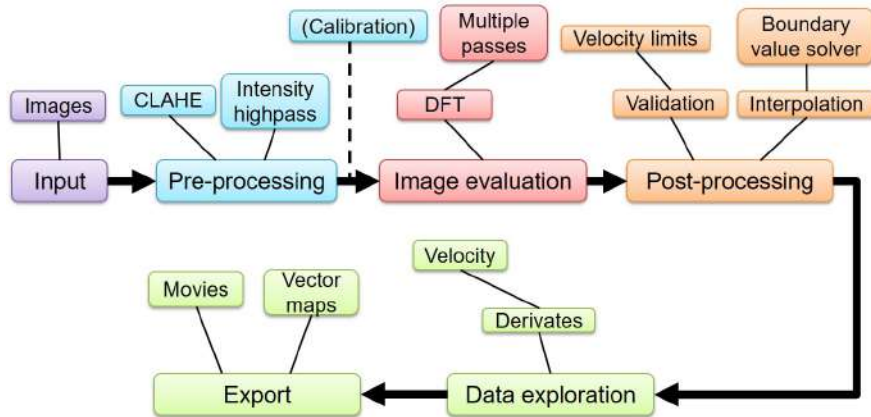 (Calibration)
Multiple
passes
Velocity limits
Boundary
value solver
Images
CLAHE
Intensity
highpass
DFT
Validation
Interpolation
Input
Pre-processing
Image evaluation
Post-processing
Velocity
Movies
Vector
maps
Derivates
Export
Data exploration